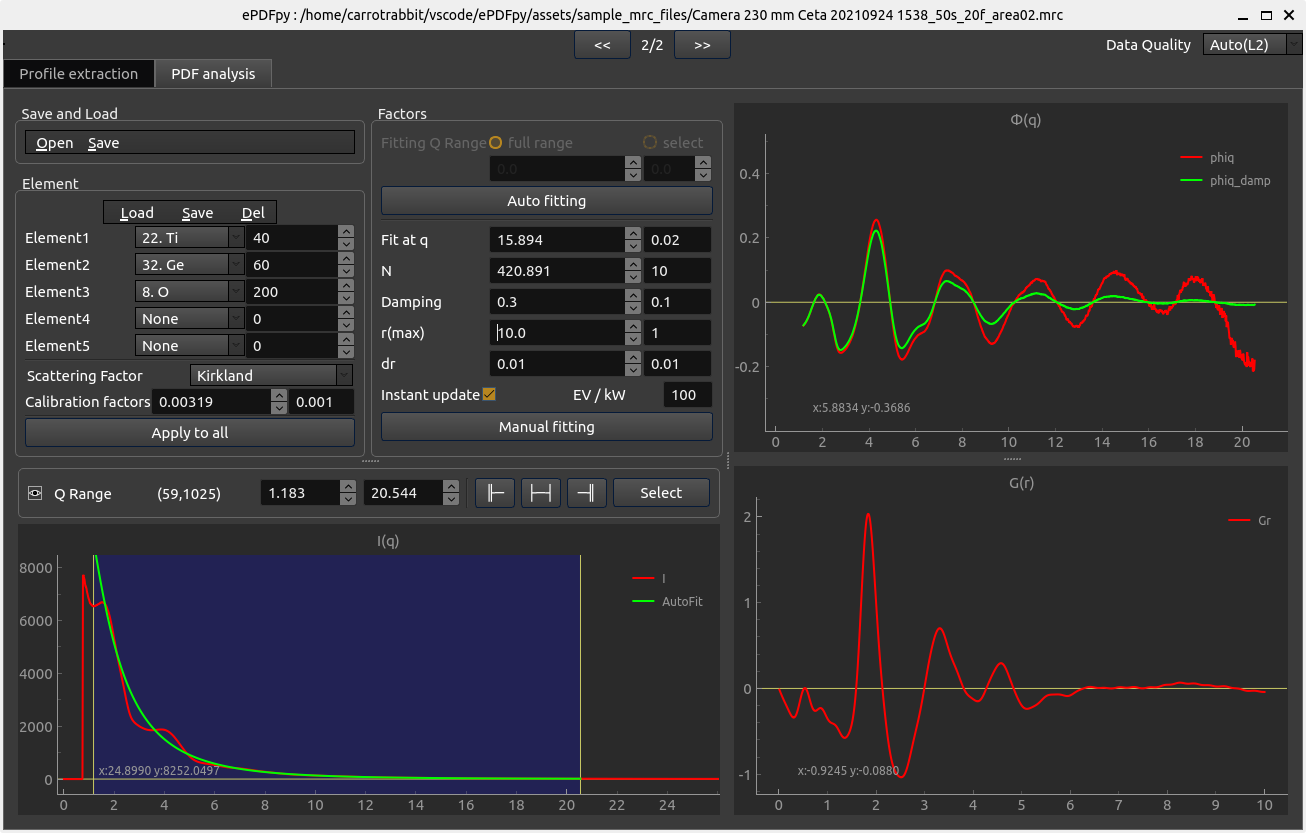 ePDFpy : /home/carrotrabbit/vscode/ePDFpy/assets/sample_mrc_files/Camera 230 mm Ceta 20210924 1538_50s_20f_area02.mrc
<< 2/2 >> Data Quality Auto(L2)
Profile extraction PDF analysis
Save and Load
Open Save
Element
Load Save Del
Element1 22. Ti 40
Element2 32. Ge 60
Element3 8. O 200
Element4 None 0
Element5 None 0
Scattering Factor Kirkland
Calibration factors 0.00319 0.001
Apply to all
Factors
Fitting Q Range full range select
0.0 0.0
Auto fitting
Fit at q 15.894 0.02
N 420.891 10
Damping 0.3 0.1
r(max) 10.0 1
dr 0.01 0.01
Instant update EV / kW 100
Manual fitting
Q Range (59,1025) 1.183 20.544 Select
I(q)
I
AutoFit
8000
6000
4000
2000
0
x:24.8990 y:8252.0497
0 2 4 6 8 10 12 14 16 18 20 22 24
Φ(q)
phiq
phiq_damp
0.4
0.2
0
-0.2
x:5.8834 y:-0.3686
0 2 4 6 8 10 12 14 16 18 20
G(r)
Gr
2
1
0
-1
x:-0.9245 y:-0.0880
0 1 2 3 4 5 6 7 8 9 10